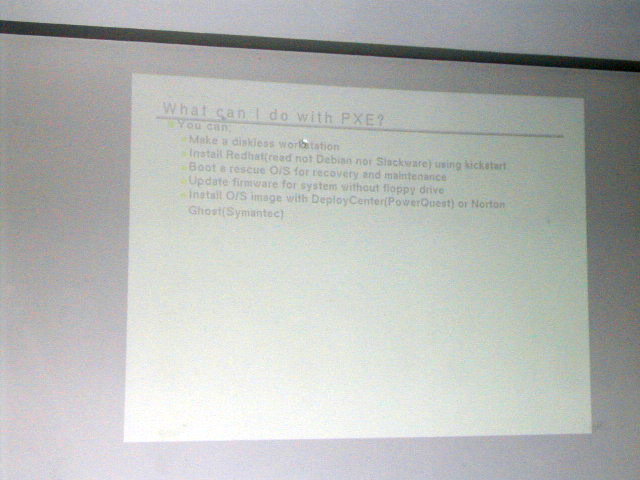 What can I do with PXE?
You can:
Make a diskless workstation
Install Redhat(read not Debian nor Slackware) using kickstart
Boot a rescue O/S for recovery and maintenance
Update firmware for system without floppy drive
Install O/S image with DeployCenter(PowerQuest) or Norton
Ghost(Symantec)